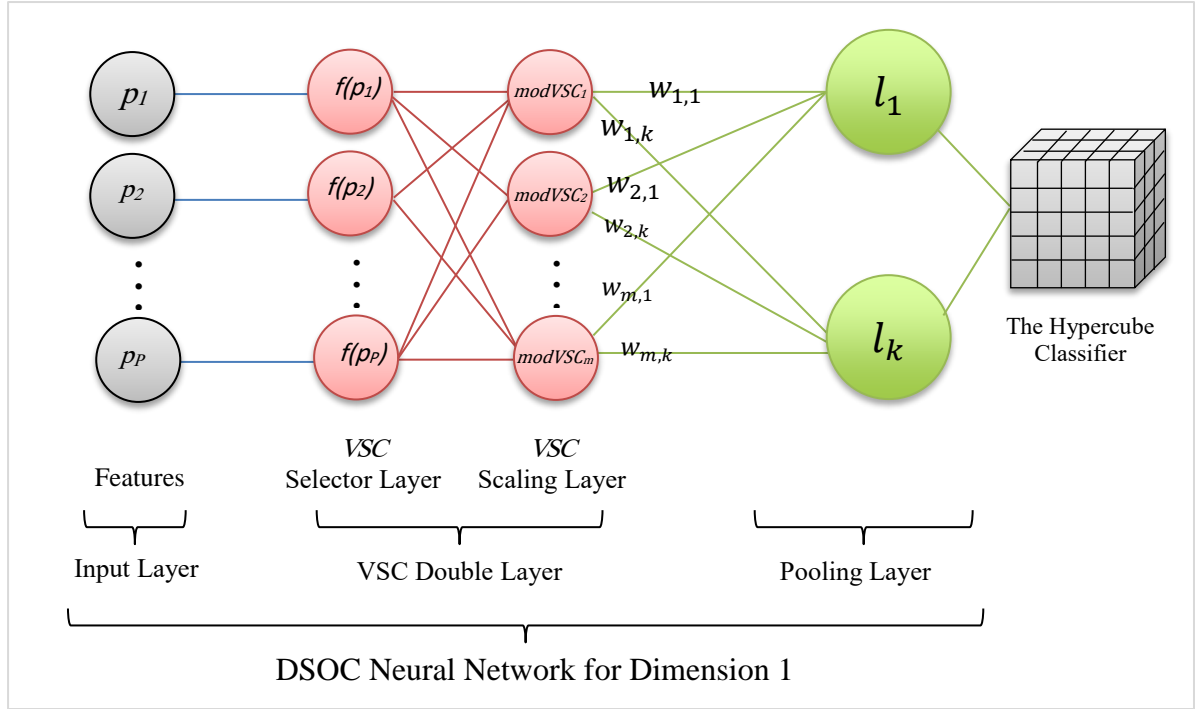 p₁
f(p₁)
modVSC₁
w₁,₁
l₁
w₁,ₖ
p₂
f(p₂)
modVSC₂
w₂,₁
w₂,ₖ
wₘ,₁
p_P
f(p_P)
modVSCₘ
wₘ,ₖ
lₖ
The Hypercube
Classifier
Features
VSC
Selector Layer
VSC
Scaling Layer
Input Layer
VSC Double Layer
Pooling Layer
DSOC Neural Network for Dimension 1